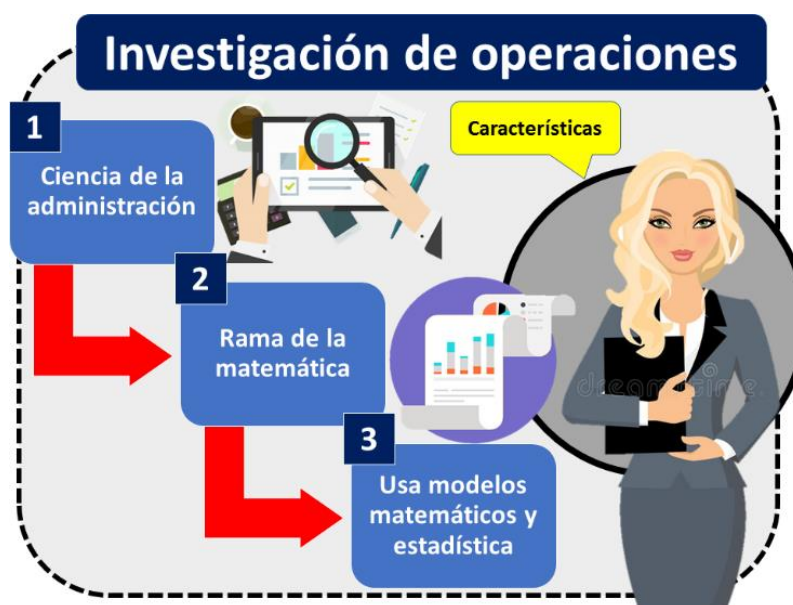 Investigación de operaciones
1
Ciencia de la
administración
Características
2
Rama de la
matemática
dreamstime.
3
Usa modelos
matemáticos y
estadística